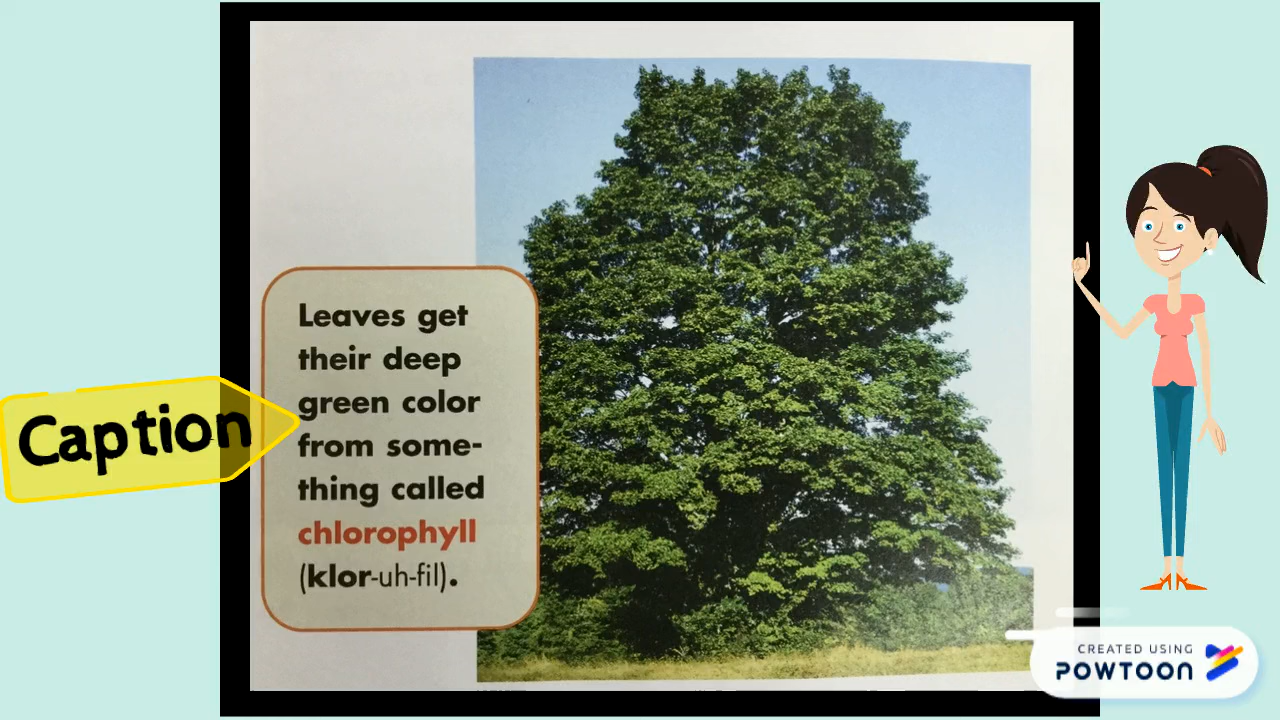 Leaves get
their deep
green color
from some-
thing called
chlorophyll
(klor-uh-fil).
Caption
CREATED USING
POWTOON